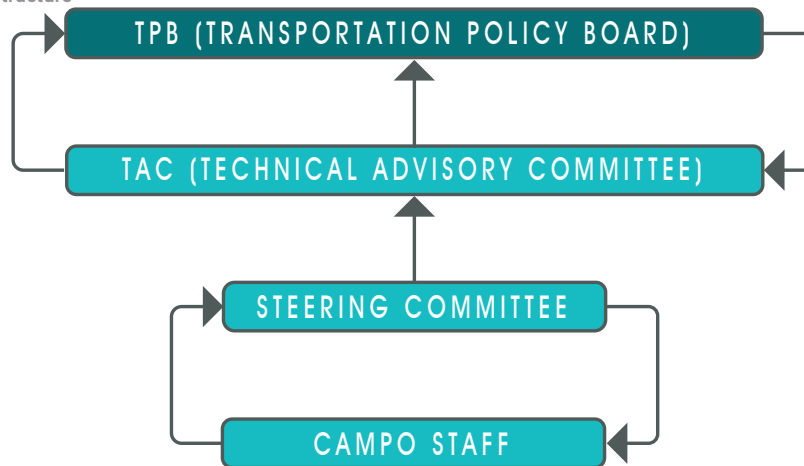 TPB (TRANSPORTATION POLICY BOARD)
TAC (TECHNICAL ADVISORY COMMITTEE)
STEERING COMMITTEE
CAMPO STAFF